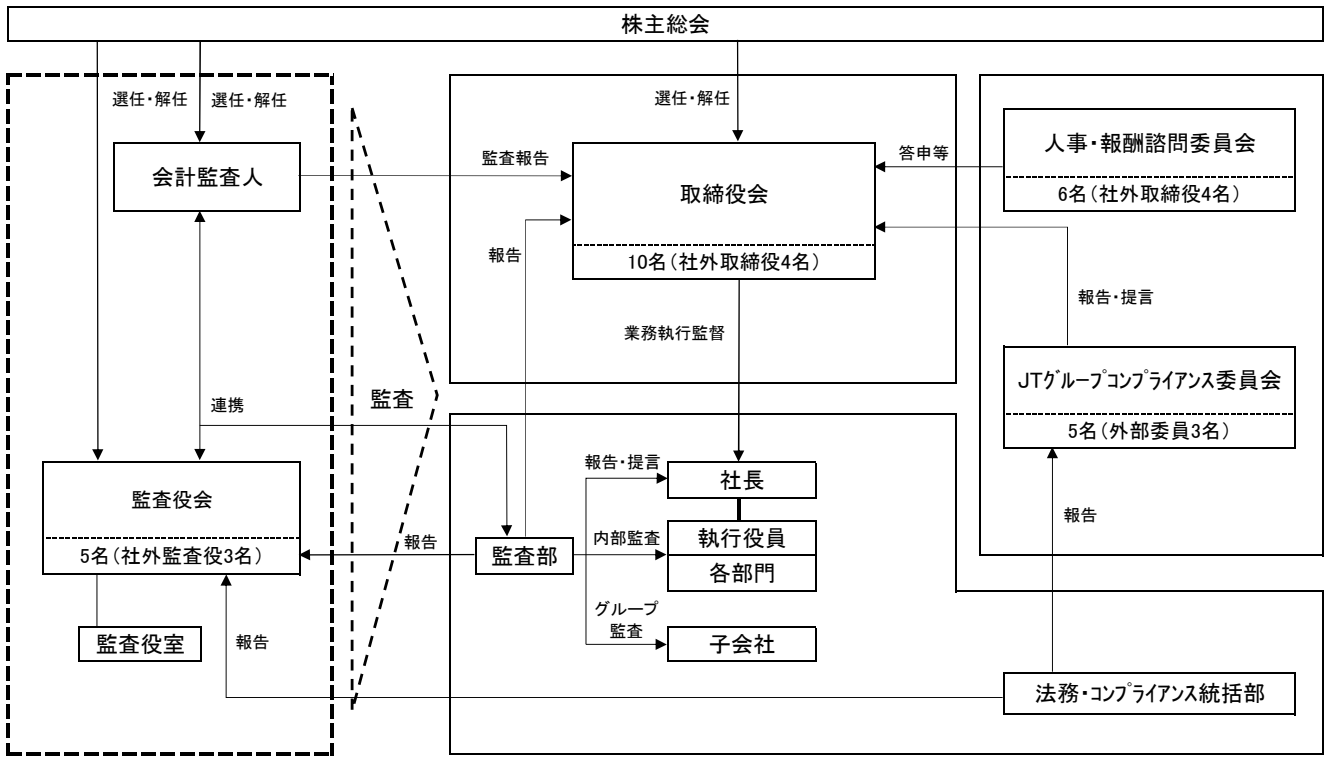 株主総会
選任・解任
選任・解任
選任・解任
会計監査人
監査報告
取締役会
10名(社外取締役4名)
答申等
人事・報酬諮問委員会
6名(社外取締役4名)
報告
報告・提言
業務執行監督
JTグループコンプライアンス委員会
5名(外部委員3名)
監査
連携
監査役会
5名(社外監査役3名)
報告
監査部
報告・提言
社長
内部監査
執行役員
各部門
グループ
監査
子会社
報告
監査役室
報告
法務・コンプライアンス統括部